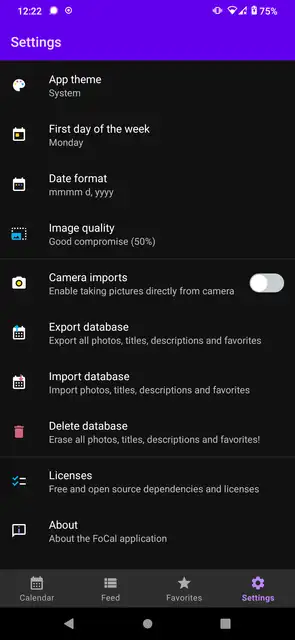 12:22
75%
Settings
App theme
System
First day of the week
Monday
Date format
mmmm d, yyyy
Image quality
Good compromise (50%)
Camera imports
Enable taking pictures directly from camera
Export database
Export all photos, titles, descriptions and favorites
Import database
Import photos, titles, descriptions and favorites
Delete database
Erase all photos, titles, descriptions and favorites!
Licenses
Free and open source dependencies and licenses
About
About the FoCal application
Calendar
Feed
Favorites
Settings